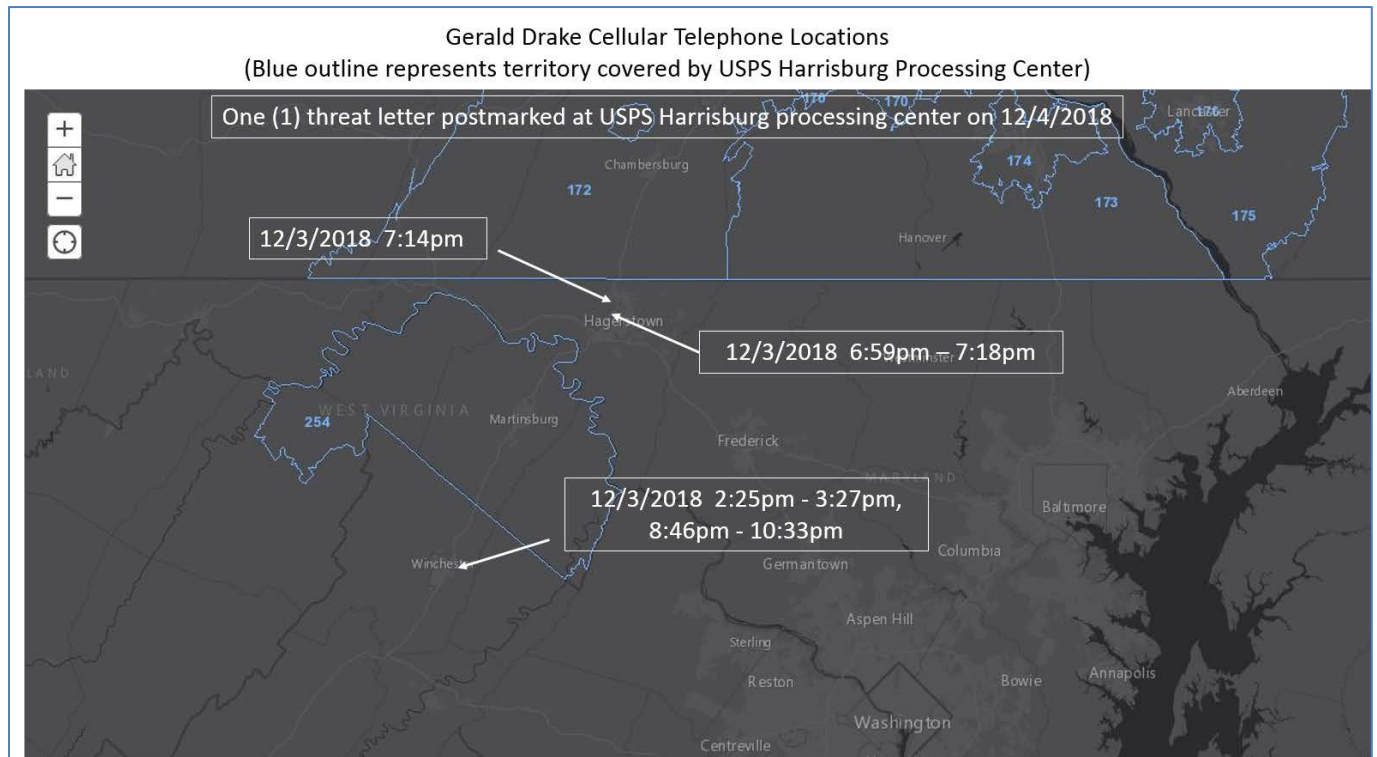 Gerald Drake Cellular Telephone Locations
(Blue outline represents territory covered by USPS Harrisburg Processing Center)
One (1) threat letter postmarked at USPS Harrisburg processing center on 12/4/2018
170
Lancaster
176
Chambersburg
174
172
173
175
12/3/2018 7:14pm
Hanover
Hagerstown
12/3/2018 6:59pm – 7:18pm
LAND
Aberdeen
WEST VIRGINIA
254
Martinsburg
Frederick
MARYLAND
12/3/2018 2:25pm - 3:27pm,
8:46pm - 10:33pm
Baltimore
Columbia
Winchest
Germantown
Aspen Hill
Sterling
Reston
Bowie
Annapolis
Washington
Centreville